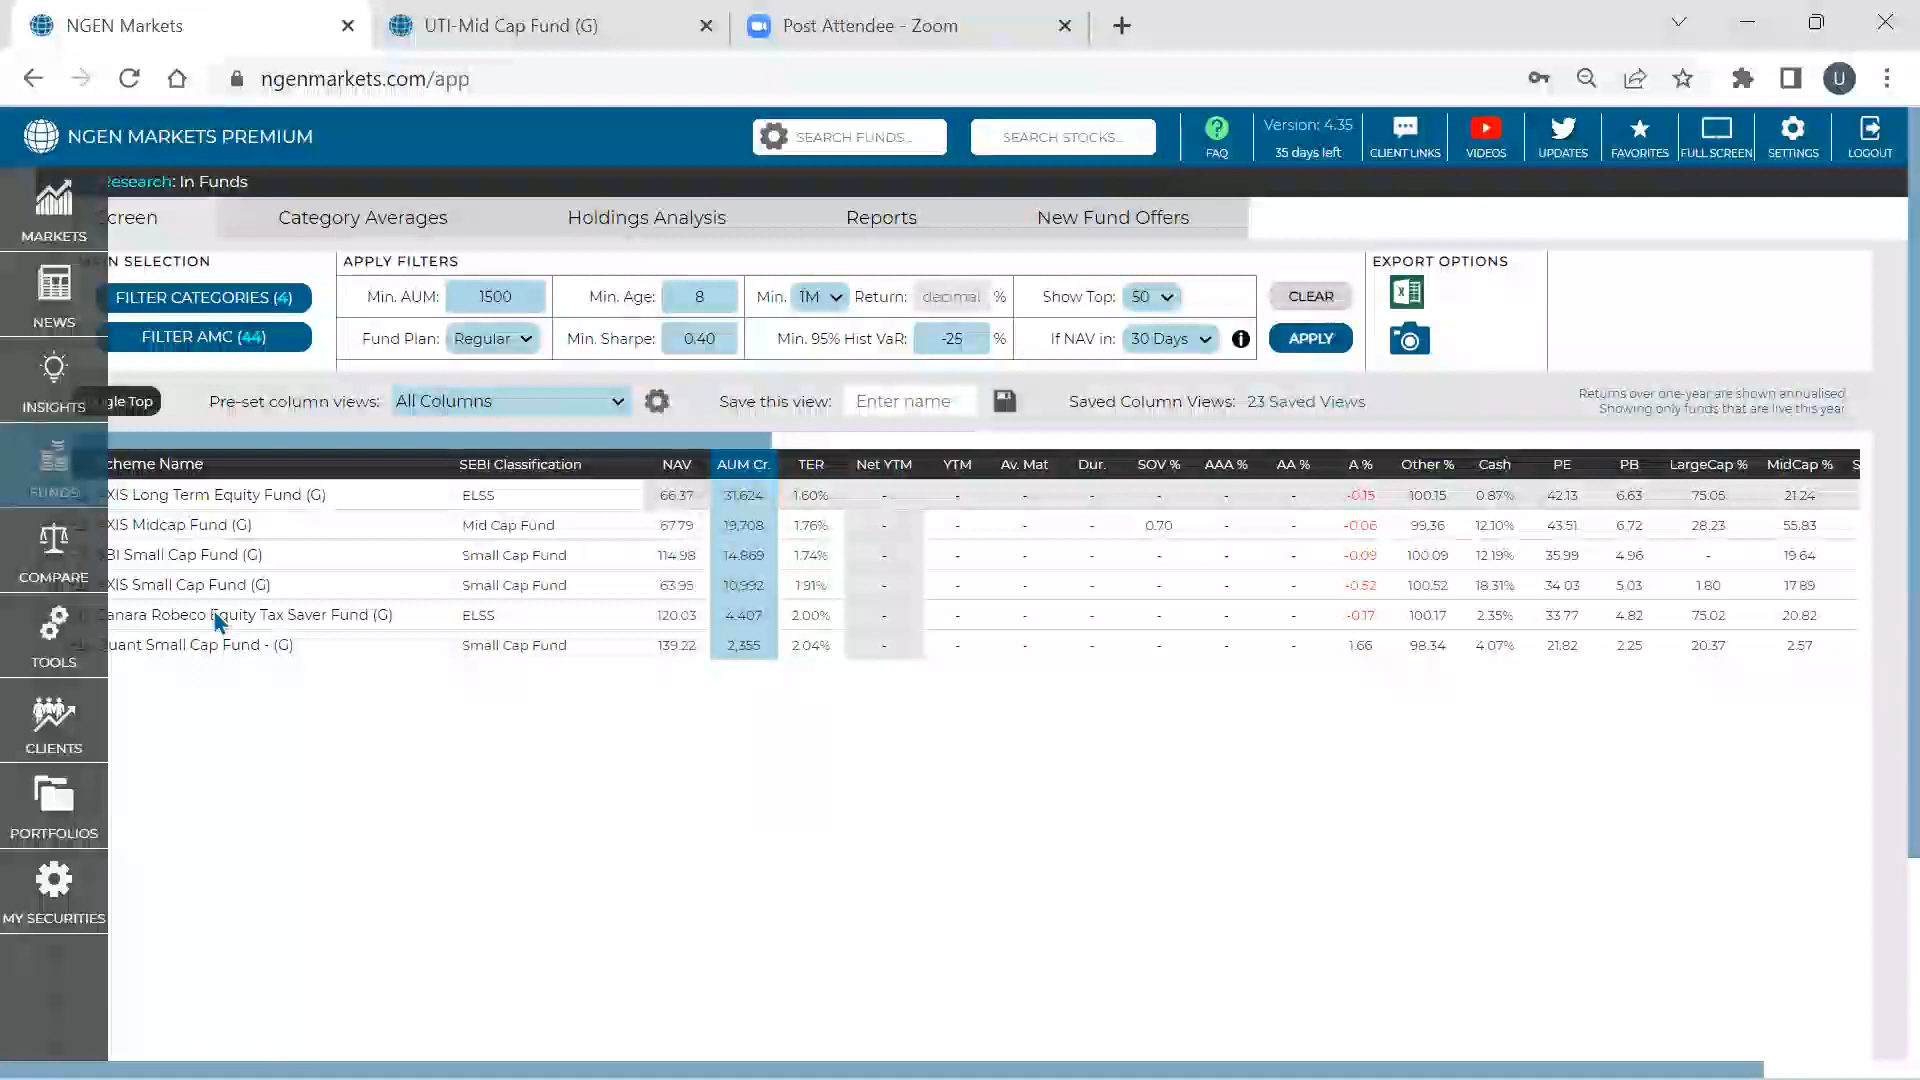 NGEN Markets
UTI-Mid Cap Fund (G)
Post Attendee - Zoom
ngenmarkets.com/app
U
NGEN MARKETS PREMIUM
SEARCH FUNDS...
SEARCH STOCKS...
FAQ
Version: 4.35
35 days left
CLIENT LINKS
VIDEOS
UPDATES
FAVORITES
FULL SCREEN
SETTINGS
LOGOUT
esearch: In Funds
creen
Category Averages
Holdings Analysis
Reports
New Fund Offers
N SELECTION
APPLY FILTERS
EXPORT OPTIONS
FILTER CATEGORIES (4)
Min. AUM: 1500
Min. Age: 8
Min. 1M Return: decimal %
Show Top: 50
CLEAR
FILTER AMC (44)
Fund Plan: Regular
Min. Sharpe: 0.40
Min. 95% Hist VaR: -25 %
If NAV in: 30 Days
APPLY
gle Top
Pre-set column views: All Columns
Save this view: Enter name
Saved Column Views: 23 Saved Views
Returns over one-year are shown annualised
Showing only funds that are live this year
cheme Name SEBI Classification NAV AUM Cr. TER Net YTM YTM Av. Mat Dur. SOV % AAA % AA % A % Other % Cash PE PB LargeCap % MidCap % S
XIS Long Term Equity Fund (G) ELSS 66.37 31,624 1.60% - - - - - - - -0.15 100.15 0.87% 42.13 6.63 75.05 21.24
XIS Midcap Fund (G) Mid Cap Fund 67.79 19,708 1.76% - - - - 0.70 - - -0.06 99.36 12.10% 43.51 6.72 28.23 55.83
BI Small Cap Fund (G) Small Cap Fund 114.98 14,869 1.74% - - - - - - - -0.09 100.09 12.19% 35.99 4.96 - 19.64
XIS Small Cap Fund (G) Small Cap Fund 63.95 10,992 1.91% - - - - - - - -0.52 100.52 18.31% 34.03 5.03 1.80 17.89
anara Robeco Equity Tax Saver Fund (G) ELSS 120.03 4,407 2.00% - - - - - - - -0.17 100.17 2.35% 33.77 4.82 75.02 20.82
uant Small Cap Fund - (G) Small Cap Fund 139.22 2,355 2.04% - - - - - - - 1.66 98.34 4.07% 21.82 2.25 20.37 2.57
MARKETS
NEWS
INSIGHTS
FUNDS
COMPARE
TOOLS
CLIENTS
PORTFOLIOS
MY SECURITIES